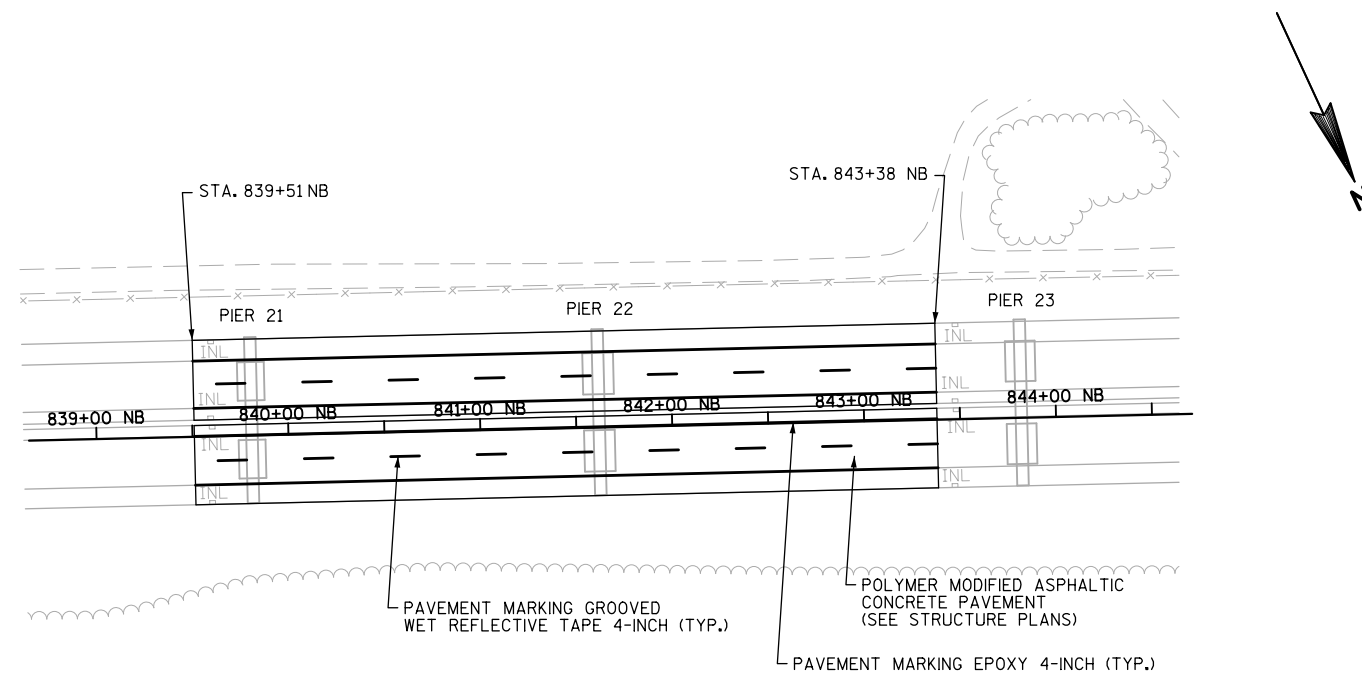 STA. 839+51 NB
STA. 843+38 NB
N
PIER 21
PIER 22
PIER 23
INL
INL
INL
INL
839+00 NB
840+00 NB
841+00 NB
842+00 NB
843+00 NB
844+00 NB
INL
INL
INL
INL
PAVEMENT MARKING GROOVED
WET REFLECTIVE TAPE 4-INCH (TYP.)
POLYMER MODIFIED ASPHALTIC
CONCRETE PAVEMENT
(SEE STRUCTURE PLANS)
PAVEMENT MARKING EPOXY 4-INCH (TYP.)